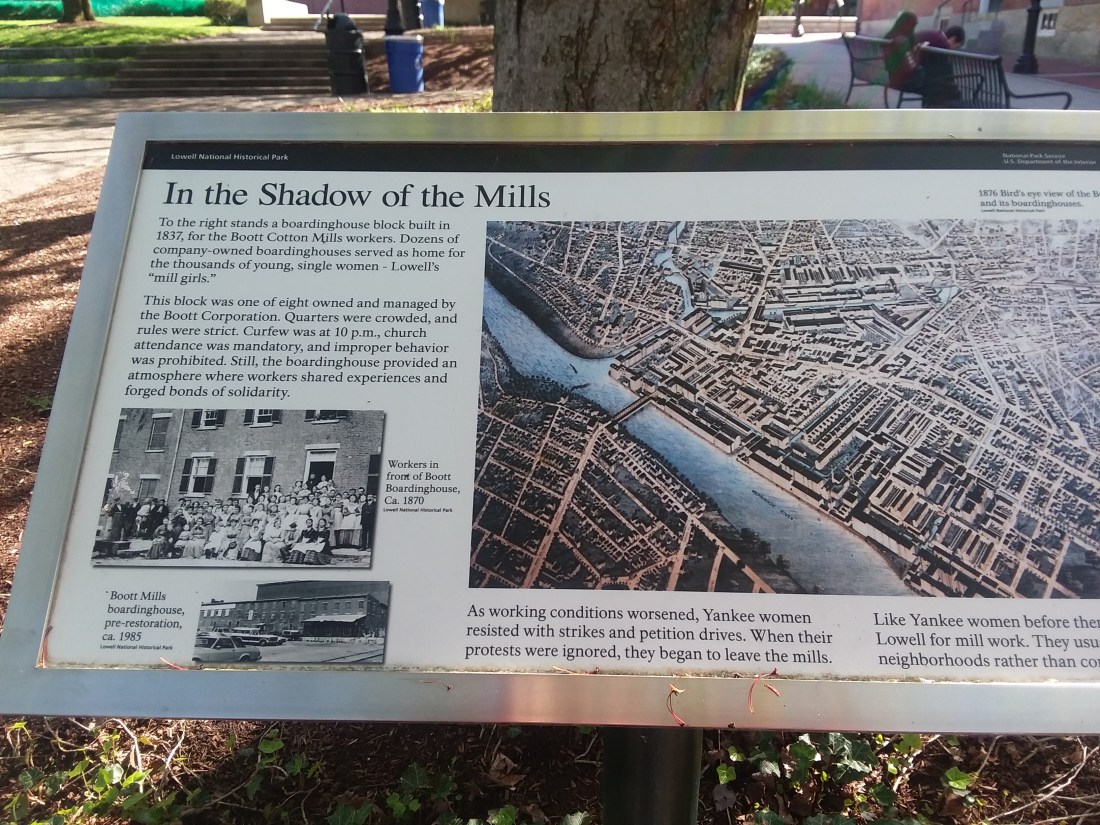 Lowell National Historical Park
National Park Service
U.S. Department of the Interior
In the Shadow of the Mills
1876 Bird's eye view of the
and its boardinghouses.
Lowell National Historical Park
To the right stands a boardinghouse block built in
1837, for the Boott Cotton Mills workers. Dozens of
company-owned boardinghouses served as home for
the thousands of young, single women - Lowell's
"mill girls."
This block was one of eight owned and managed by
the Boott Corporation. Quarters were crowded, and
rules were strict. Curfew was at 10 p.m., church
attendance was mandatory, and improper behavior
was prohibited. Still, the boardinghouse provided an
atmosphere where workers shared experiences and
forged bonds of solidarity.
Workers in
front of Boott
Boardinghouse,
Ca. 1870
Lowell National Historical Park
Boott Mills
boardinghouse,
pre-restoration,
ca. 1985
Lowell National Historical Park
As working conditions worsened, Yankee women
resisted with strikes and petition drives. When their
protests were ignored, they began to leave the mills.
Like Yankee women before
Lowell for mill work. They
neighborhoods rather than